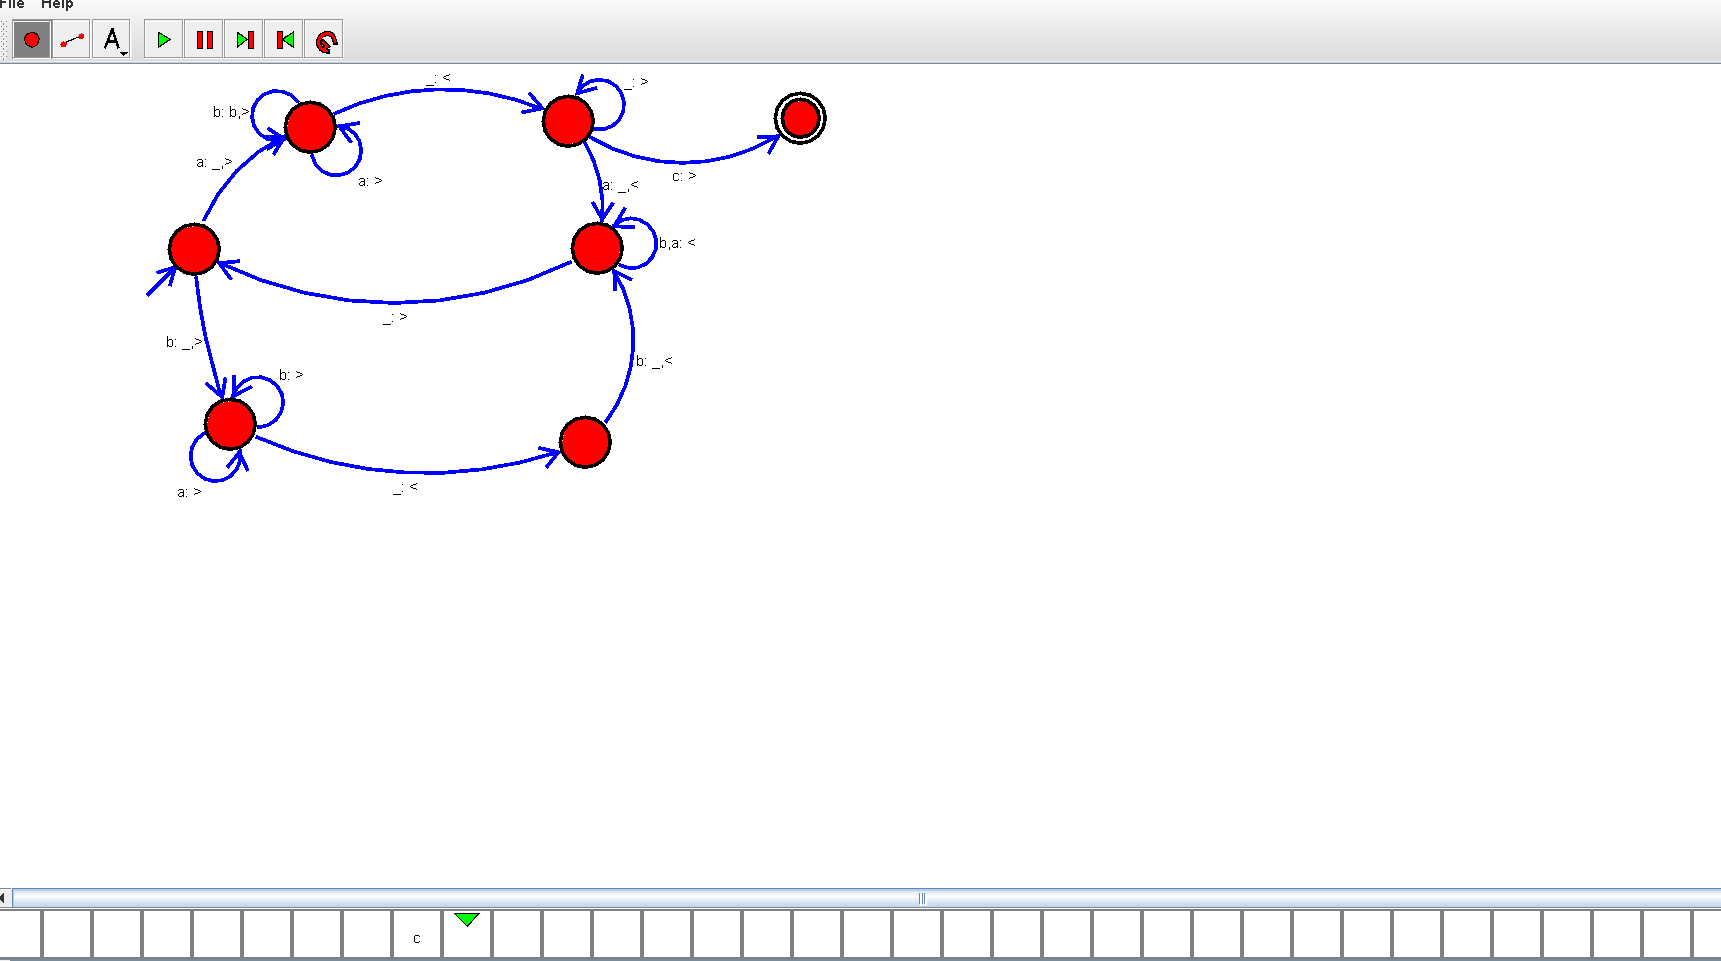 File Help
A
_: <
_: >
b: b,>
a: _,>
c: >
a: >
a: _,<
b,a: <
_: >
b: _,>
b: _,<
b: >
_: <
a: >
c